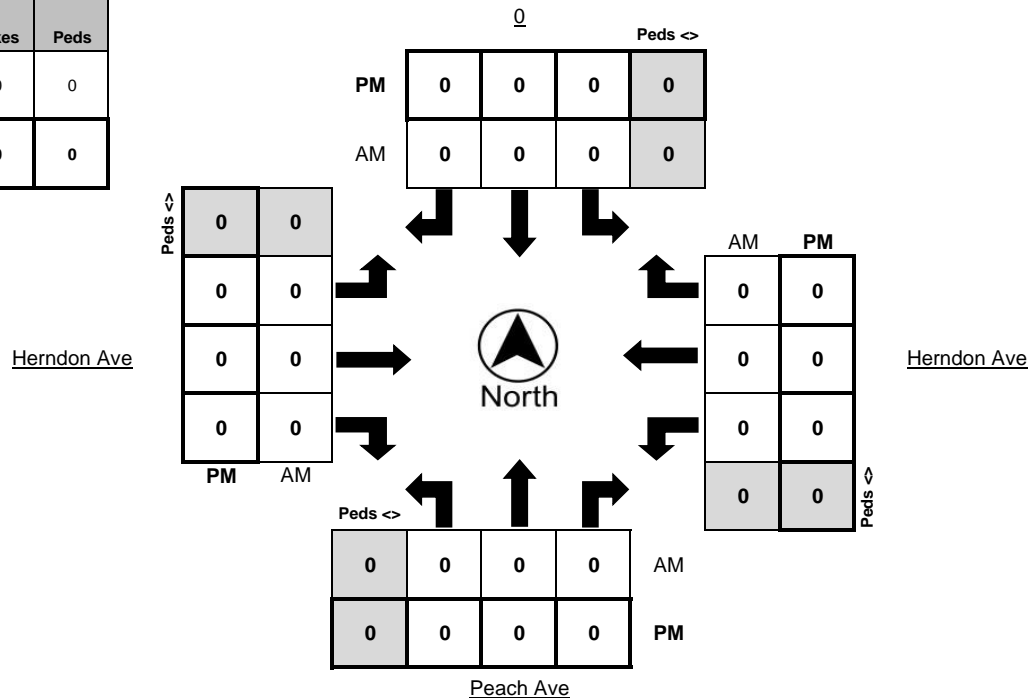 0
Peds
Peds <>
0
PM 0 0 0 0
0
AM 0 0 0 0
Peds <> 0 0
AM PM
0 0
0 0
Herndon Ave 0 0
North
0 0
Herndon Ave
0 0
0 0
PM AM
0 0 Peds <>
Peds <>
0 0 0 0 AM
0 0 0 0 PM
Peach Ave